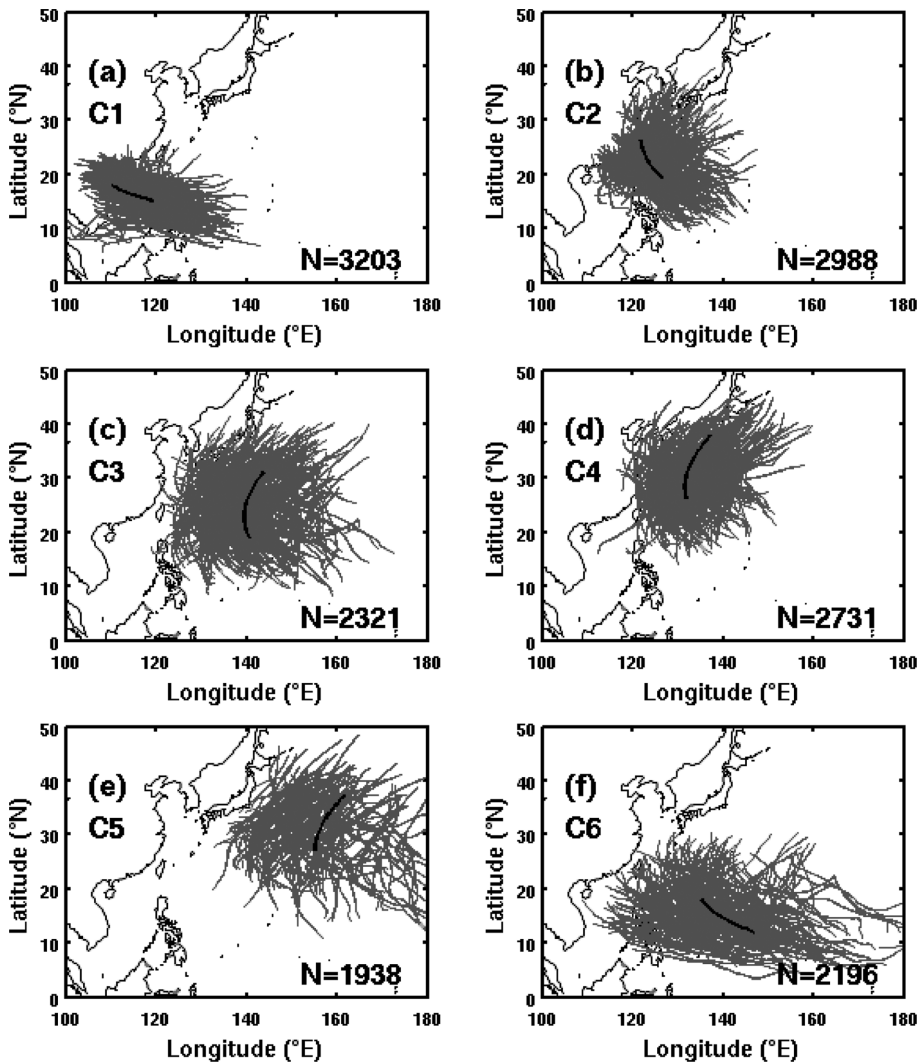 50
40
30
20
10
0
Latitude (°N)
(a)
C1
N=3203
100 120 140 160 180
Longitude (°E)
50
40
30
20
10
0
Latitude (°N)
(b)
C2
N=2988
100 120 140 160 180
Longitude (°E)
50
40
30
20
10
0
Latitude (°N)
(c)
C3
N=2321
100 120 140 160 180
Longitude (°E)
50
40
30
20
10
0
Latitude (°N)
(d)
C4
N=2731
100 120 140 160 180
Longitude (°E)
50
40
30
20
10
0
Latitude (°N)
(e)
C5
N=1938
100 120 140 160 180
Longitude (°E)
50
40
30
20
10
0
Latitude (°N)
(f)
C6
N=2196
100 120 140 160 180
Longitude (°E)